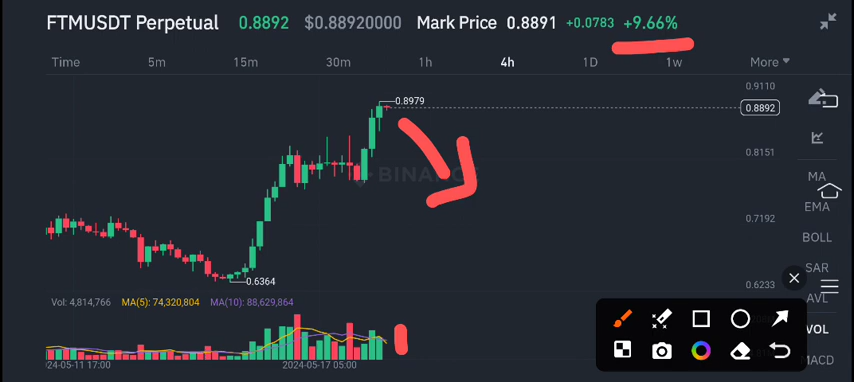 FTMUSDT Perpetual 0.8892 $0.88920000 Mark Price 0.8891 +0.0783 +9.66%
Time 5m 15m 30m 1h 4h 1D 1w More
0.9110
0.8979
0.8892
0.8151
BINANCE
MA
EMA
0.7192
BOLL
SAR
0.6364
0.6233
AVL
Vol: 4,814,766 MA(5): 74,320,804 MA(10): 88,629,864
VOL
MACD
24-05-11 17:00 2024-05-17 05:00